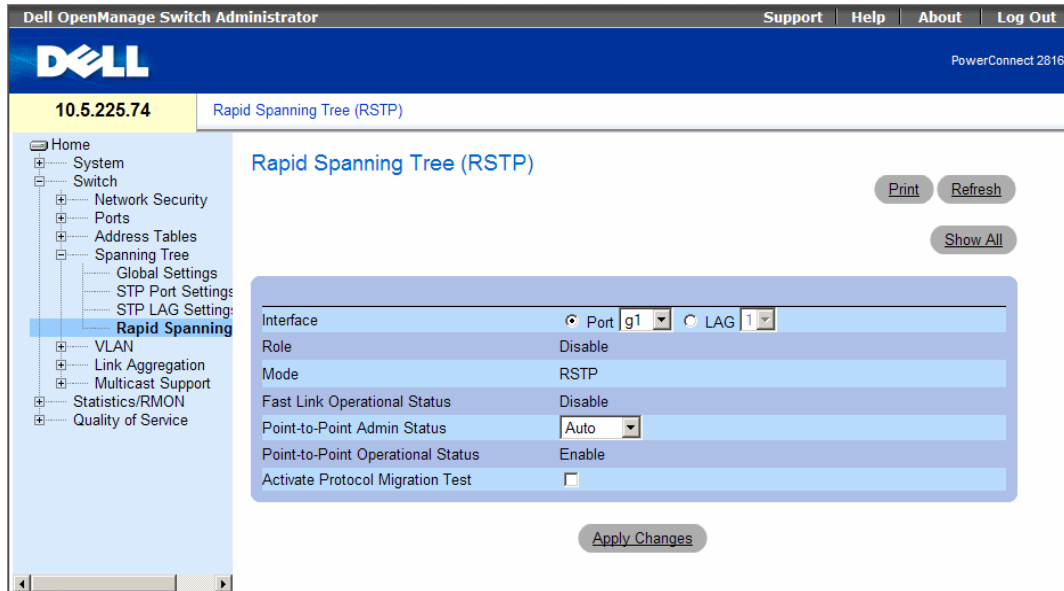 Dell OpenManage Switch Administrator Support Help About Log Out
DELL
PowerConnect 2816
10.5.225.74 Rapid Spanning Tree (RSTP)
Home
System
Switch
Network Security
Ports
Address Tables
Spanning Tree
Global Settings
STP Port Settings
STP LAG Setting
Rapid Spanning
VLAN
Link Aggregation
Multicast Support
Statistics/RMON
Quality of Service
Rapid Spanning Tree (RSTP)
Print Refresh
Show All
Interface Port g1 LAG 1
Role Disable
Mode RSTP
Fast Link Operational Status Disable
Point-to-Point Admin Status Auto
Point-to-Point Operational Status Enable
Activate Protocol Migration Test
Apply Changes